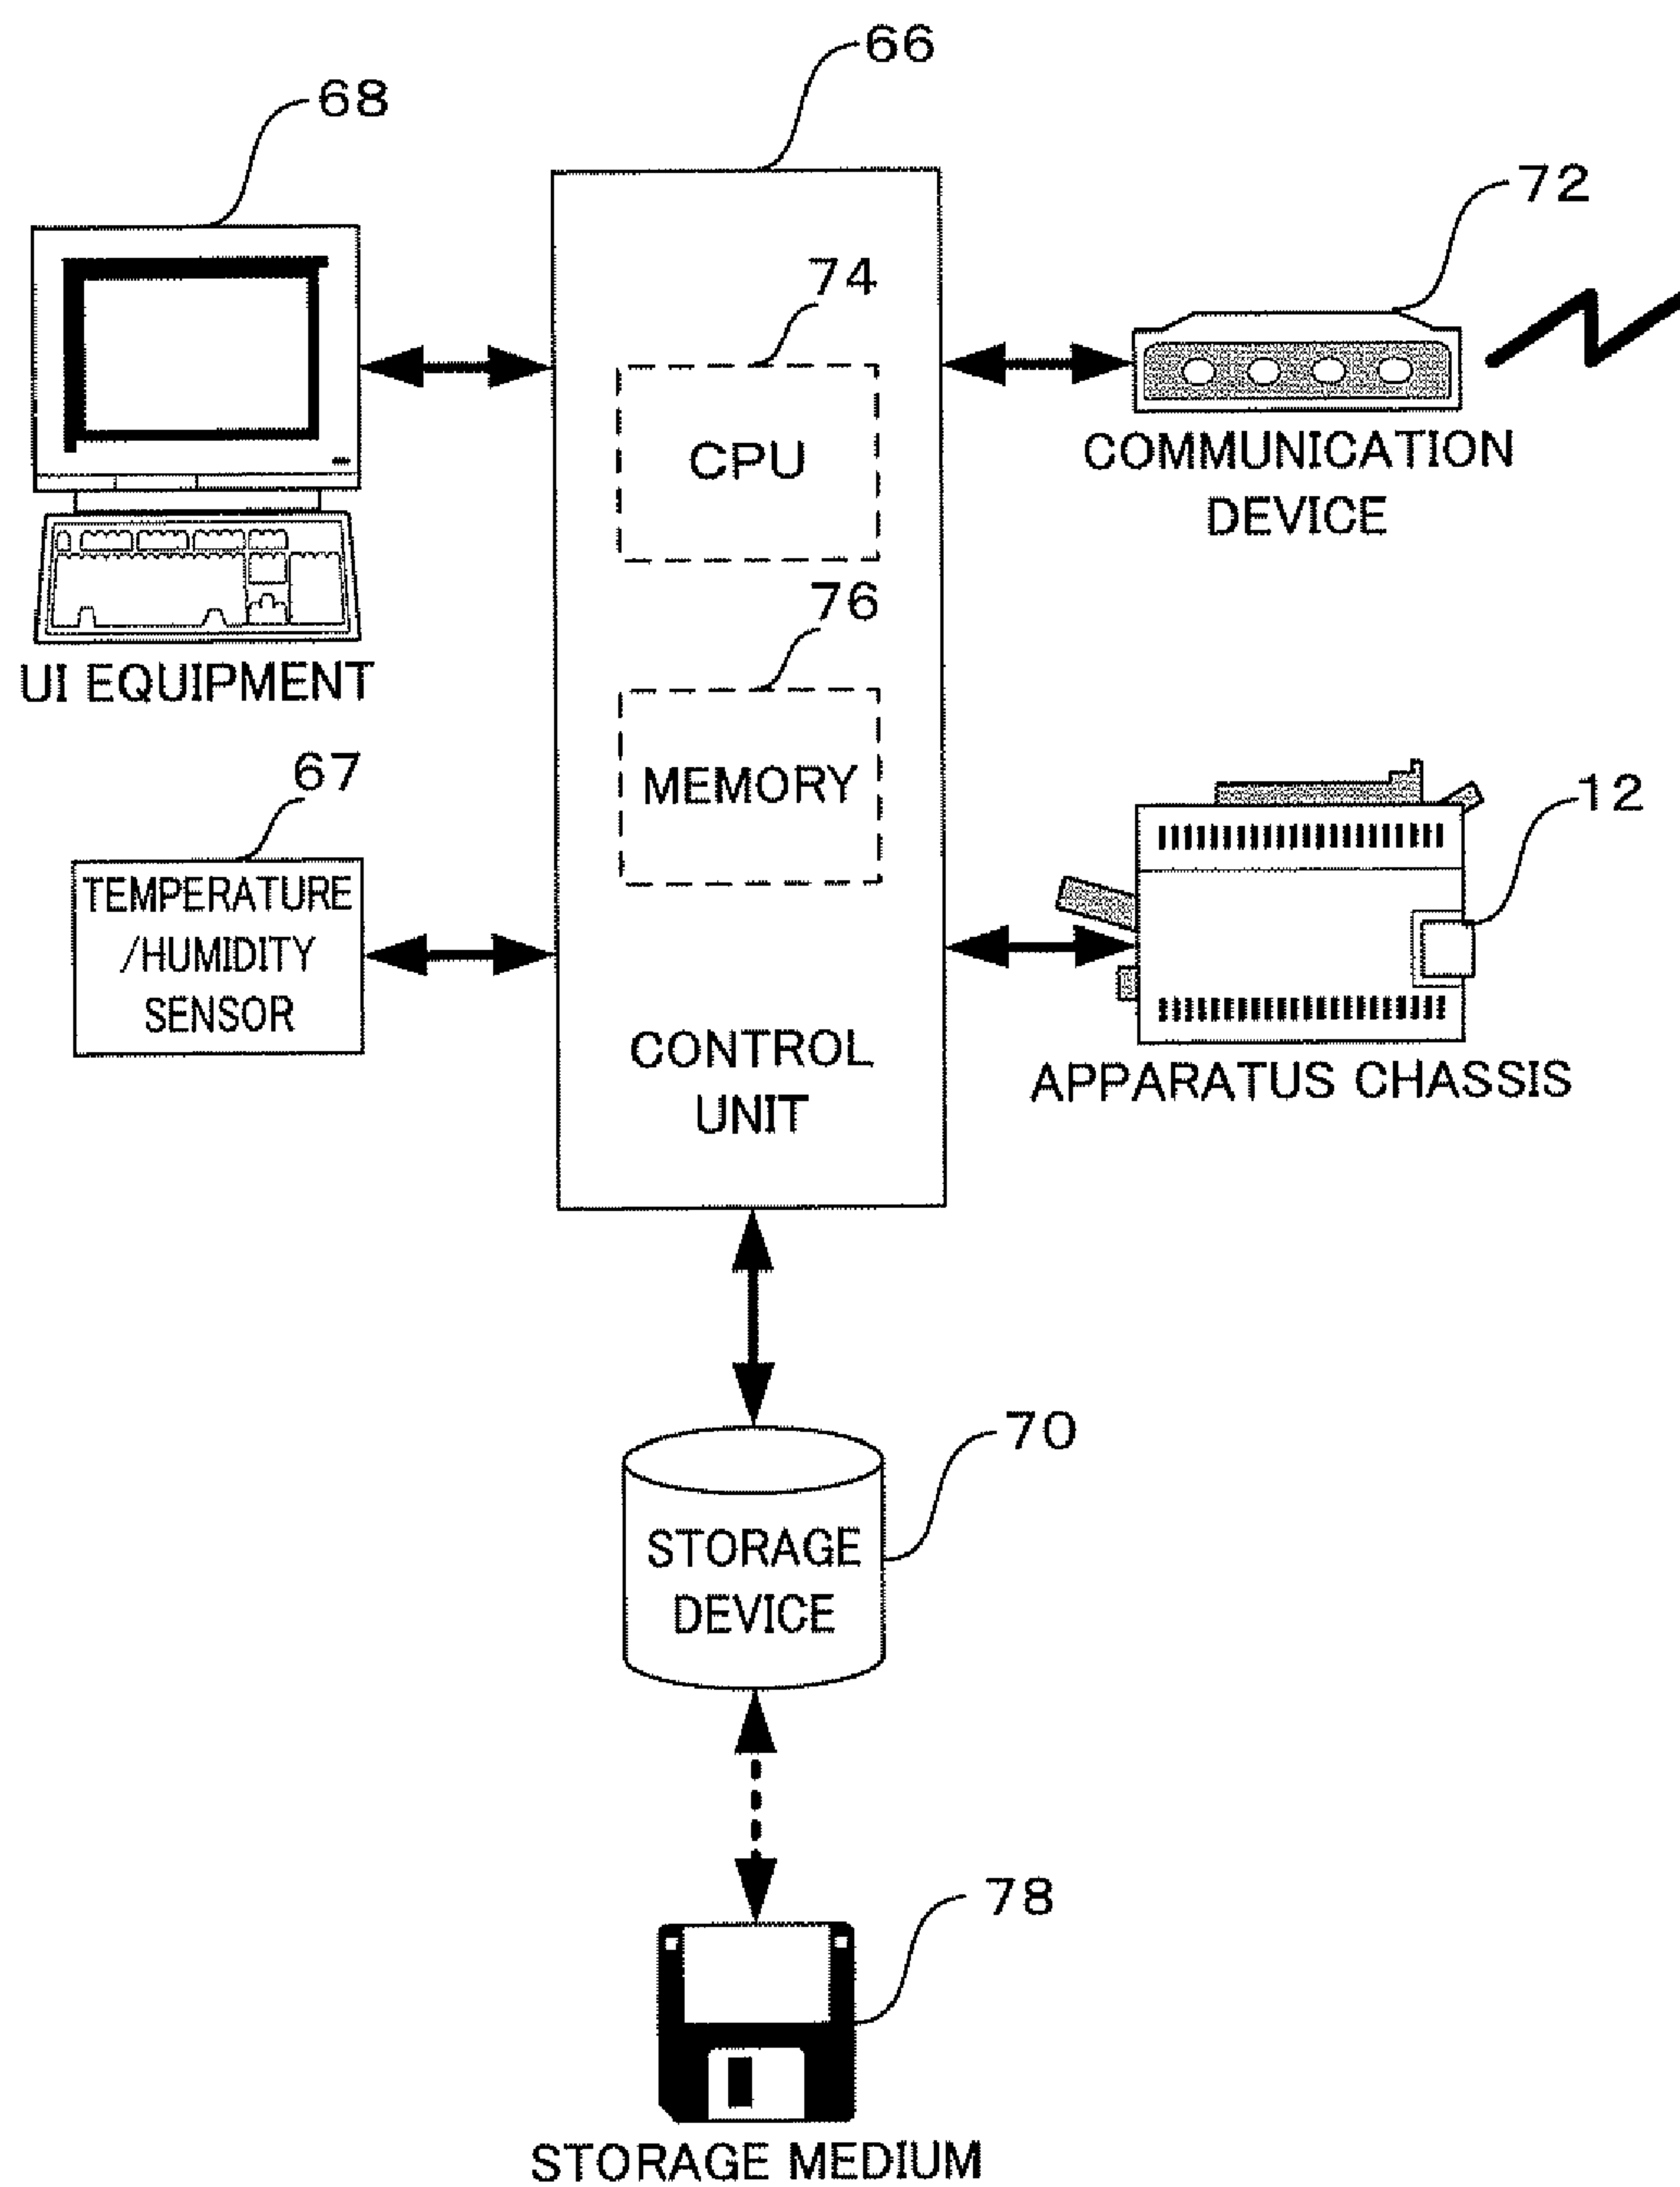 66
68
72
74
CPU
COMMUNICATION
DEVICE
76
UI EQUIPMENT
MEMORY
67
12
TEMPERATURE
/HUMIDITY
SENSOR
CONTROL
UNIT
APPARATUS CHASSIS
70
STORAGE
DEVICE
78
STORAGE MEDIUM